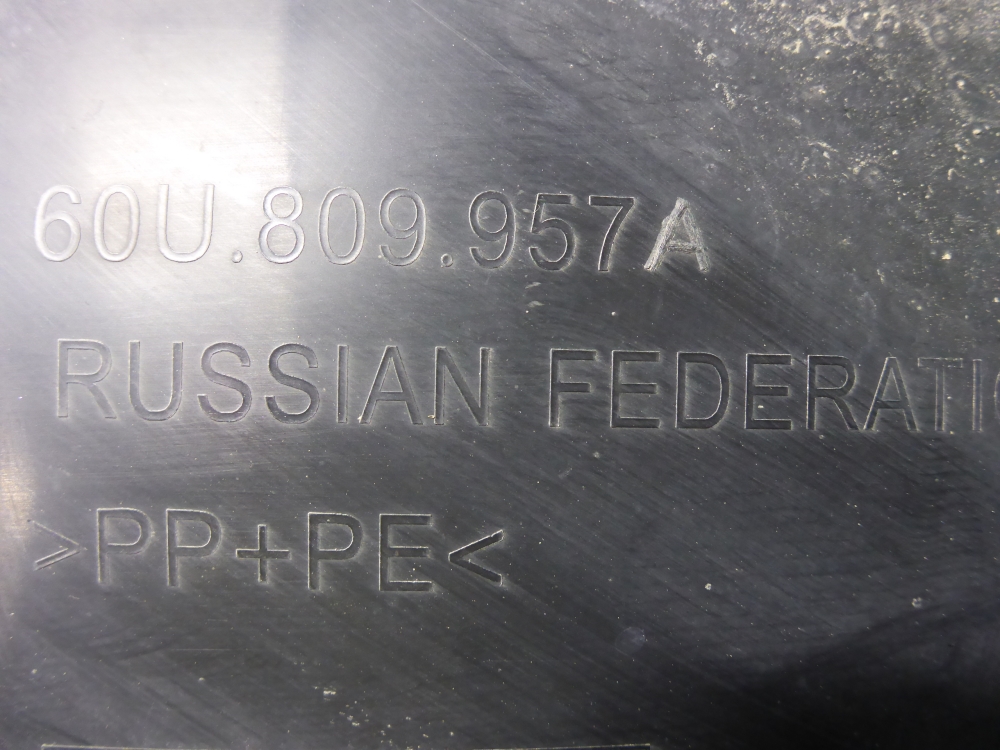 60U.809.957A
RUSSIAN FEDERATI
>PP+PE<